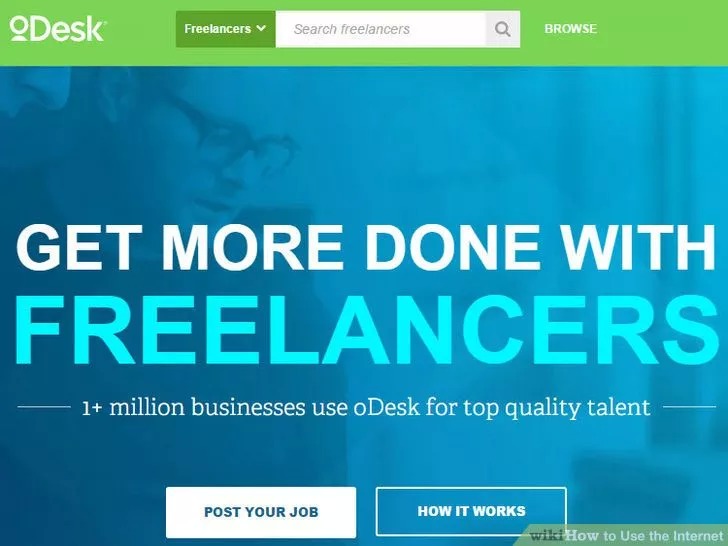 oDesk
Freelancers
Search freelancers
BROWSE
GET MORE DONE WITH
FREELANCERS
1+ million businesses use oDesk for top quality talent
POST YOUR JOB
HOW IT WORKS
wikiHow to Use the Internet